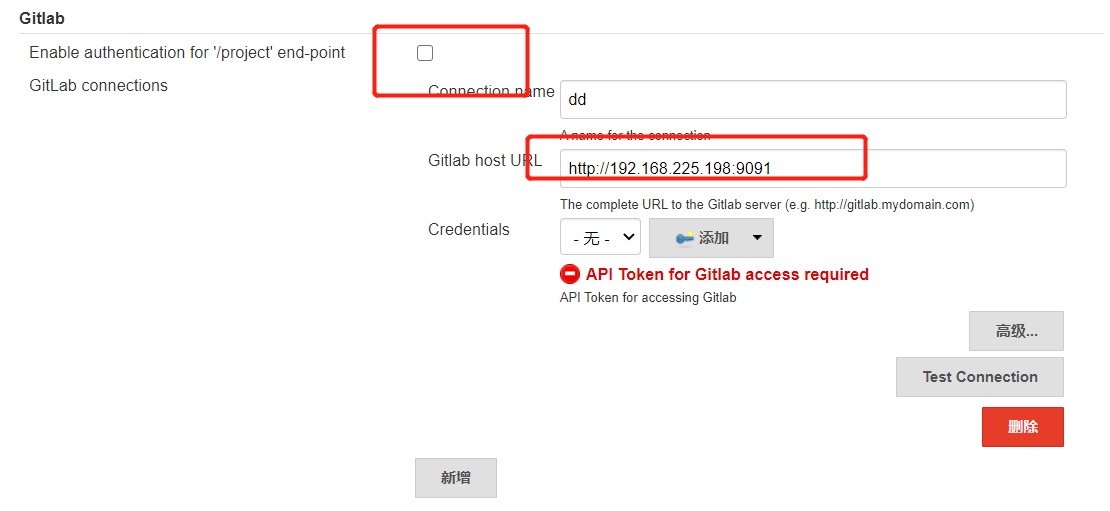 Gitlab
Enable authentication for '/project' end-point
GitLab connections
Connection name
dd
A name for the connection
Gitlab host URL
http://192.168.225.198:9091
The complete URL to the Gitlab server (e.g. http://gitlab.mydomain.com)
Credentials
- 无 -
添加
API Token for Gitlab access required
API Token for accessing Gitlab
高级...
Test Connection
删除
新增